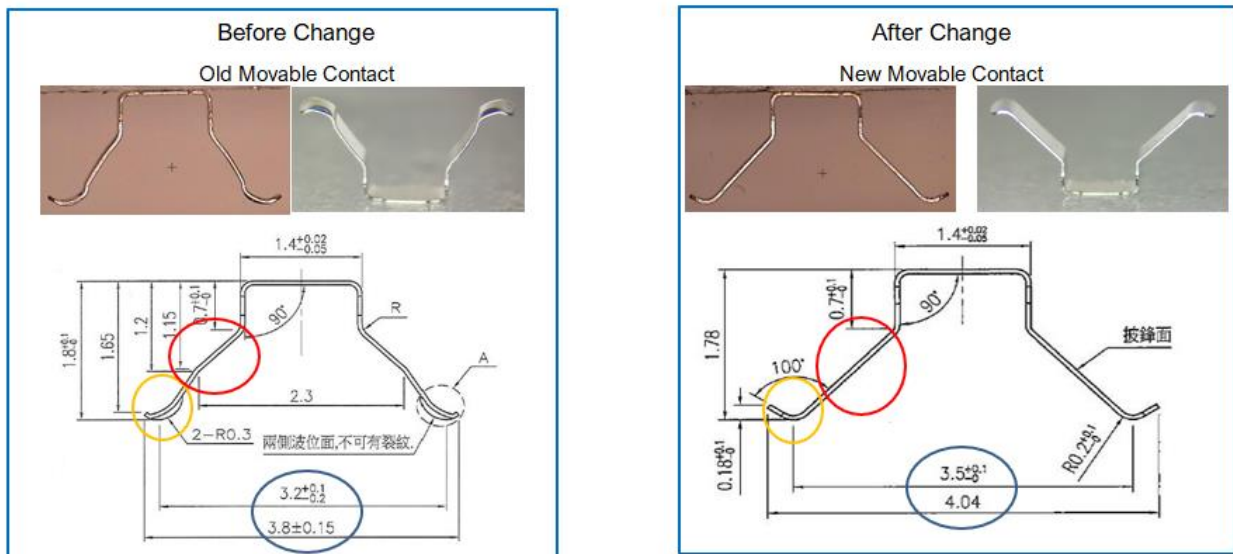 Before Change
Old Movable Contact
1.4+0.02
-0.05
1.8+0.1
-0
1.65
1.2
1.15
0.7+0.1
-0
90°
R
A
2.3
2-R0.3
兩側波位面,不可有裂紋.
3.2+0.1
-0.2
3.8±0.15
After Change
New Movable Contact
1.4+0.02
-0.05
1.78
0.7+0.1
-0
90°
披鋒面
100°
0.18+0.1
-0
R0.2+0.1
-0
3.5+0.1
-0
4.04